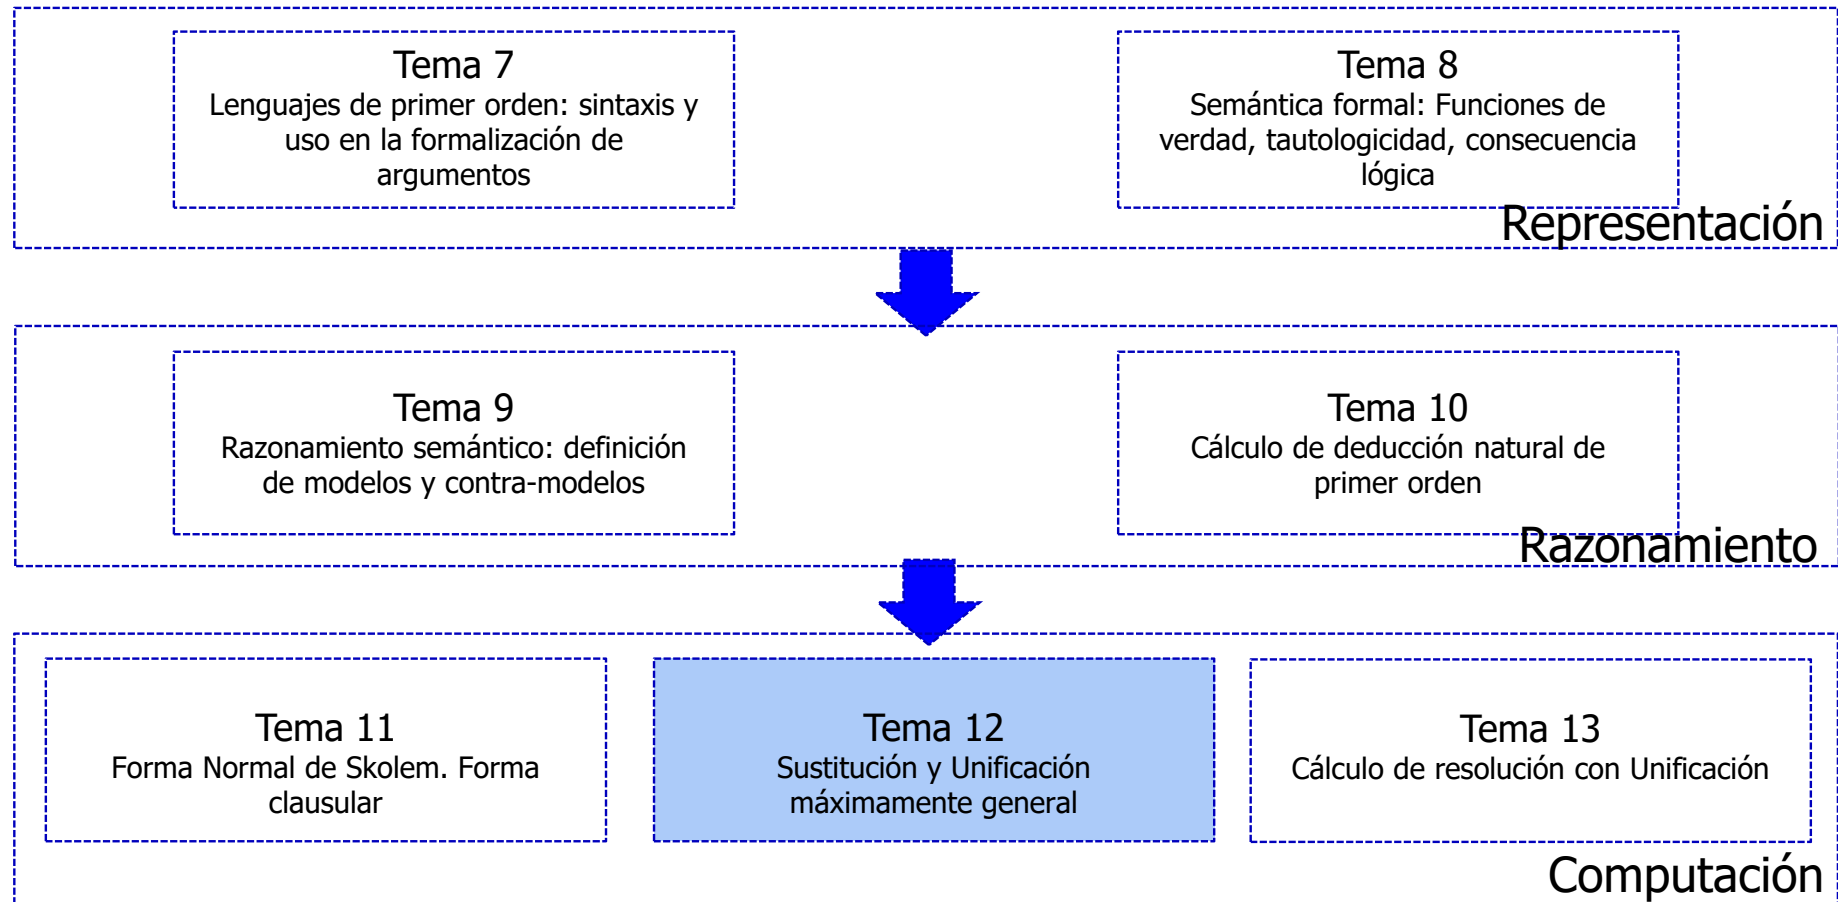 Tema 7
Lenguajes de primer orden: sintaxis y
uso en la formalización de
argumentos
Tema 8
Semántica formal: Funciones de
verdad, tautologicidad, consecuencia
lógica
Representación
Tema 9
Razonamiento semántico: definición
de modelos y contra-modelos
Tema 10
Cálculo de deducción natural de
primer orden
Razonamiento
Tema 11
Forma Normal de Skolem. Forma
clausular
Tema 12
Sustitución y Unificación
máximamente general
Tema 13
Cálculo de resolución con Unificación
Computación